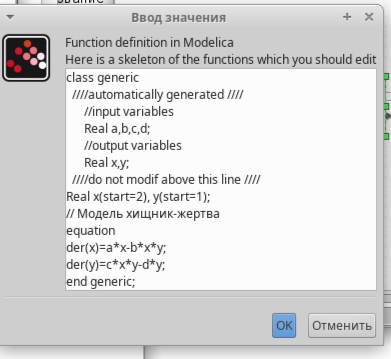 звание
Ввод значения
Function definition in Modelica
Here is a skeleton of the functions which you should edit
class generic
////automatically generated ////
//input variables
Real a,b,c,d;
//output variables
Real x,y;
////do not modif above this line ////
Real x(start=2), y(start=1);
// Модель хищник-жертва
equation
der(x)=a*x-b*x*y;
der(y)=c*x*y-d*y;
end generic;
OK
Отменить